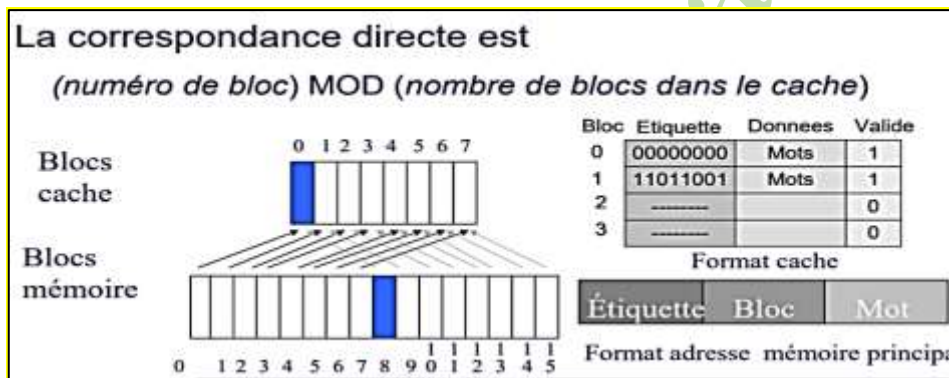 La correspondance directe est
(numéro de bloc) MOD (nombre de blocs dans le cache)
Blocs
cache
0 1 2 3 4 5 6 7
Blocs
mémoire
0 1 2 3 4 5 6 7 8 9 10 11 12 13 14 15
Bloc Etiquette Donnees Valide
0 00000000 Mots 1
1 11011001 Mots 1
2 -------- 0
3 -------- 0
Format cache
Étiquette Bloc Mot
Format adresse mémoire principa